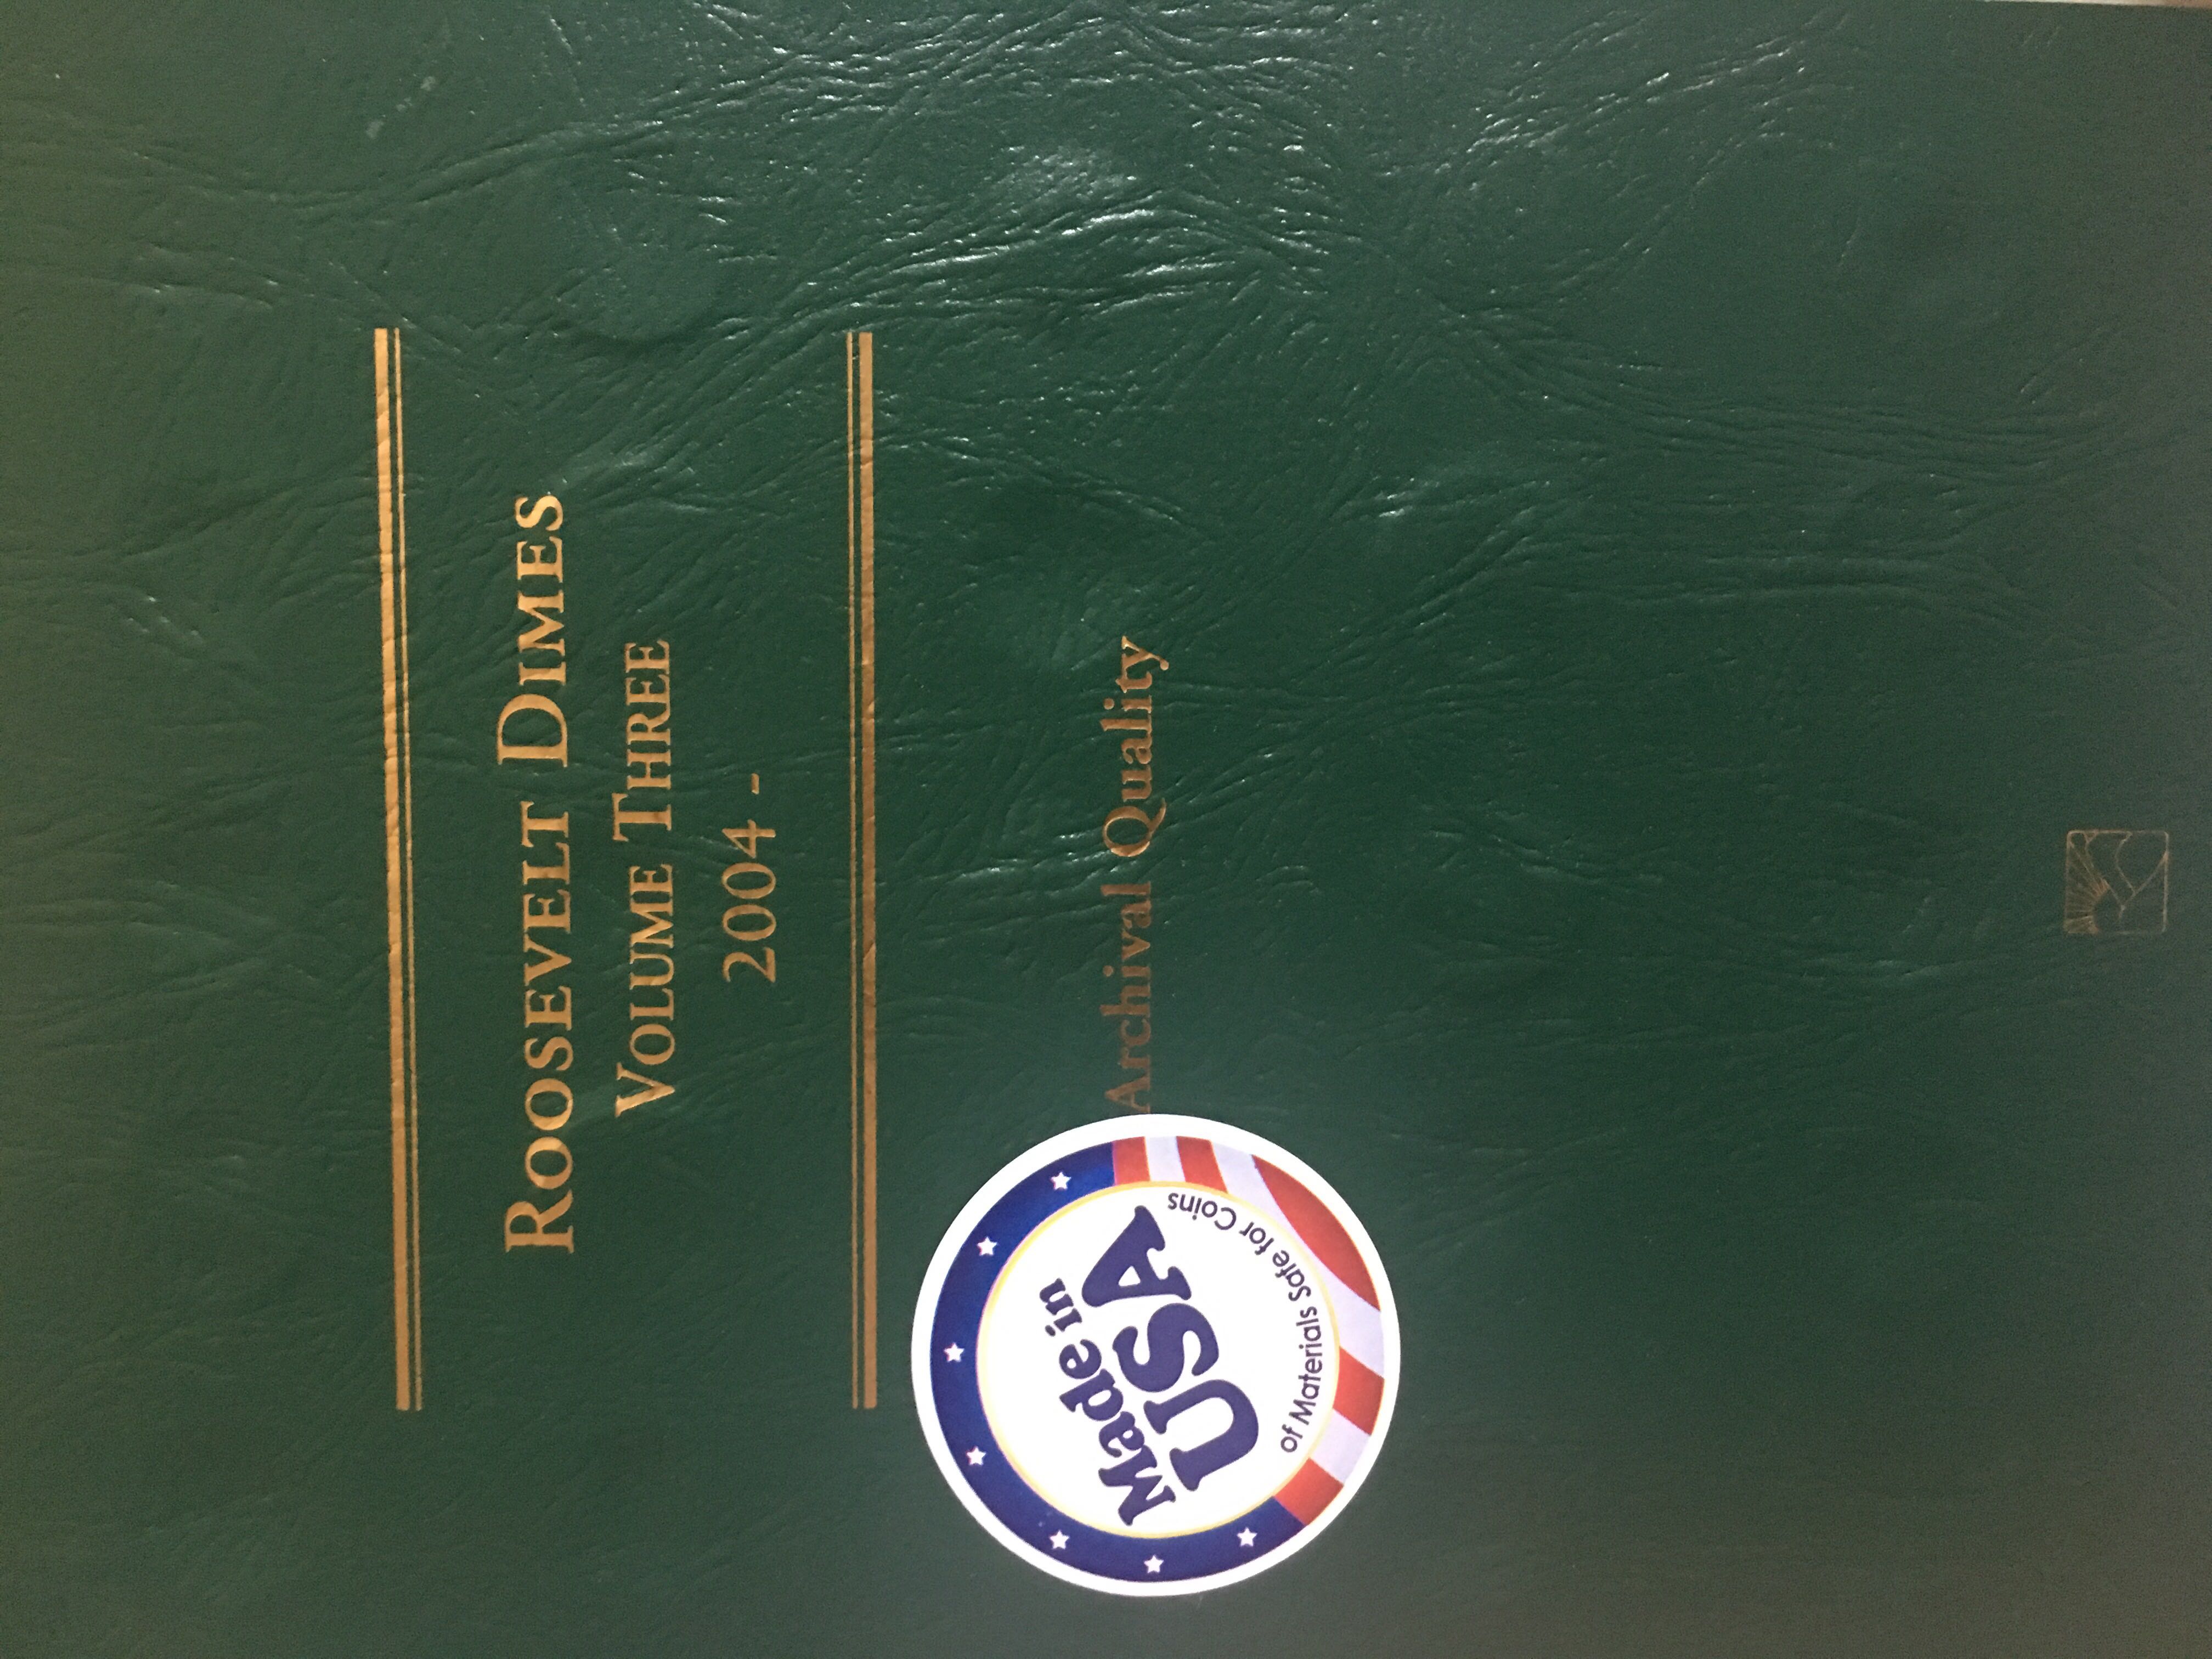 ROOSEVELT DIMES
VOLUME THREE
2004 -
Archival Quality
Made in
USA
of Materials Safe for Coins